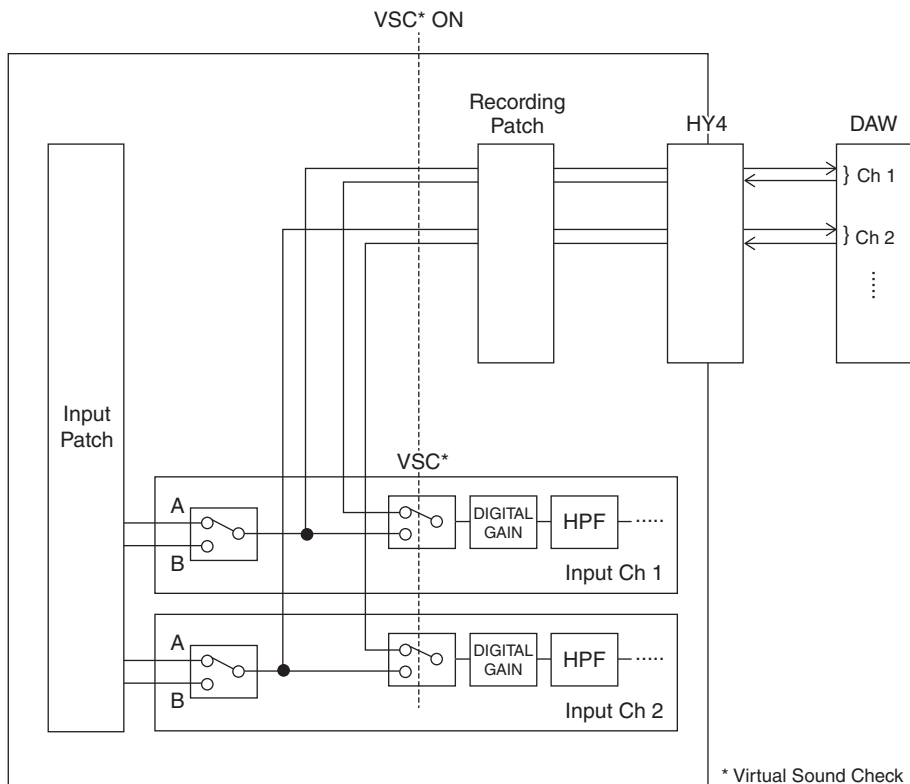 VSC* ON
Recording
Patch
HY4
DAW
} Ch 1
} Ch 2
Input
Patch
VSC*
A
B
DIGITAL
GAIN
HPF
Input Ch 1
A
B
DIGITAL
GAIN
HPF
Input Ch 2
* Virtual Sound Check